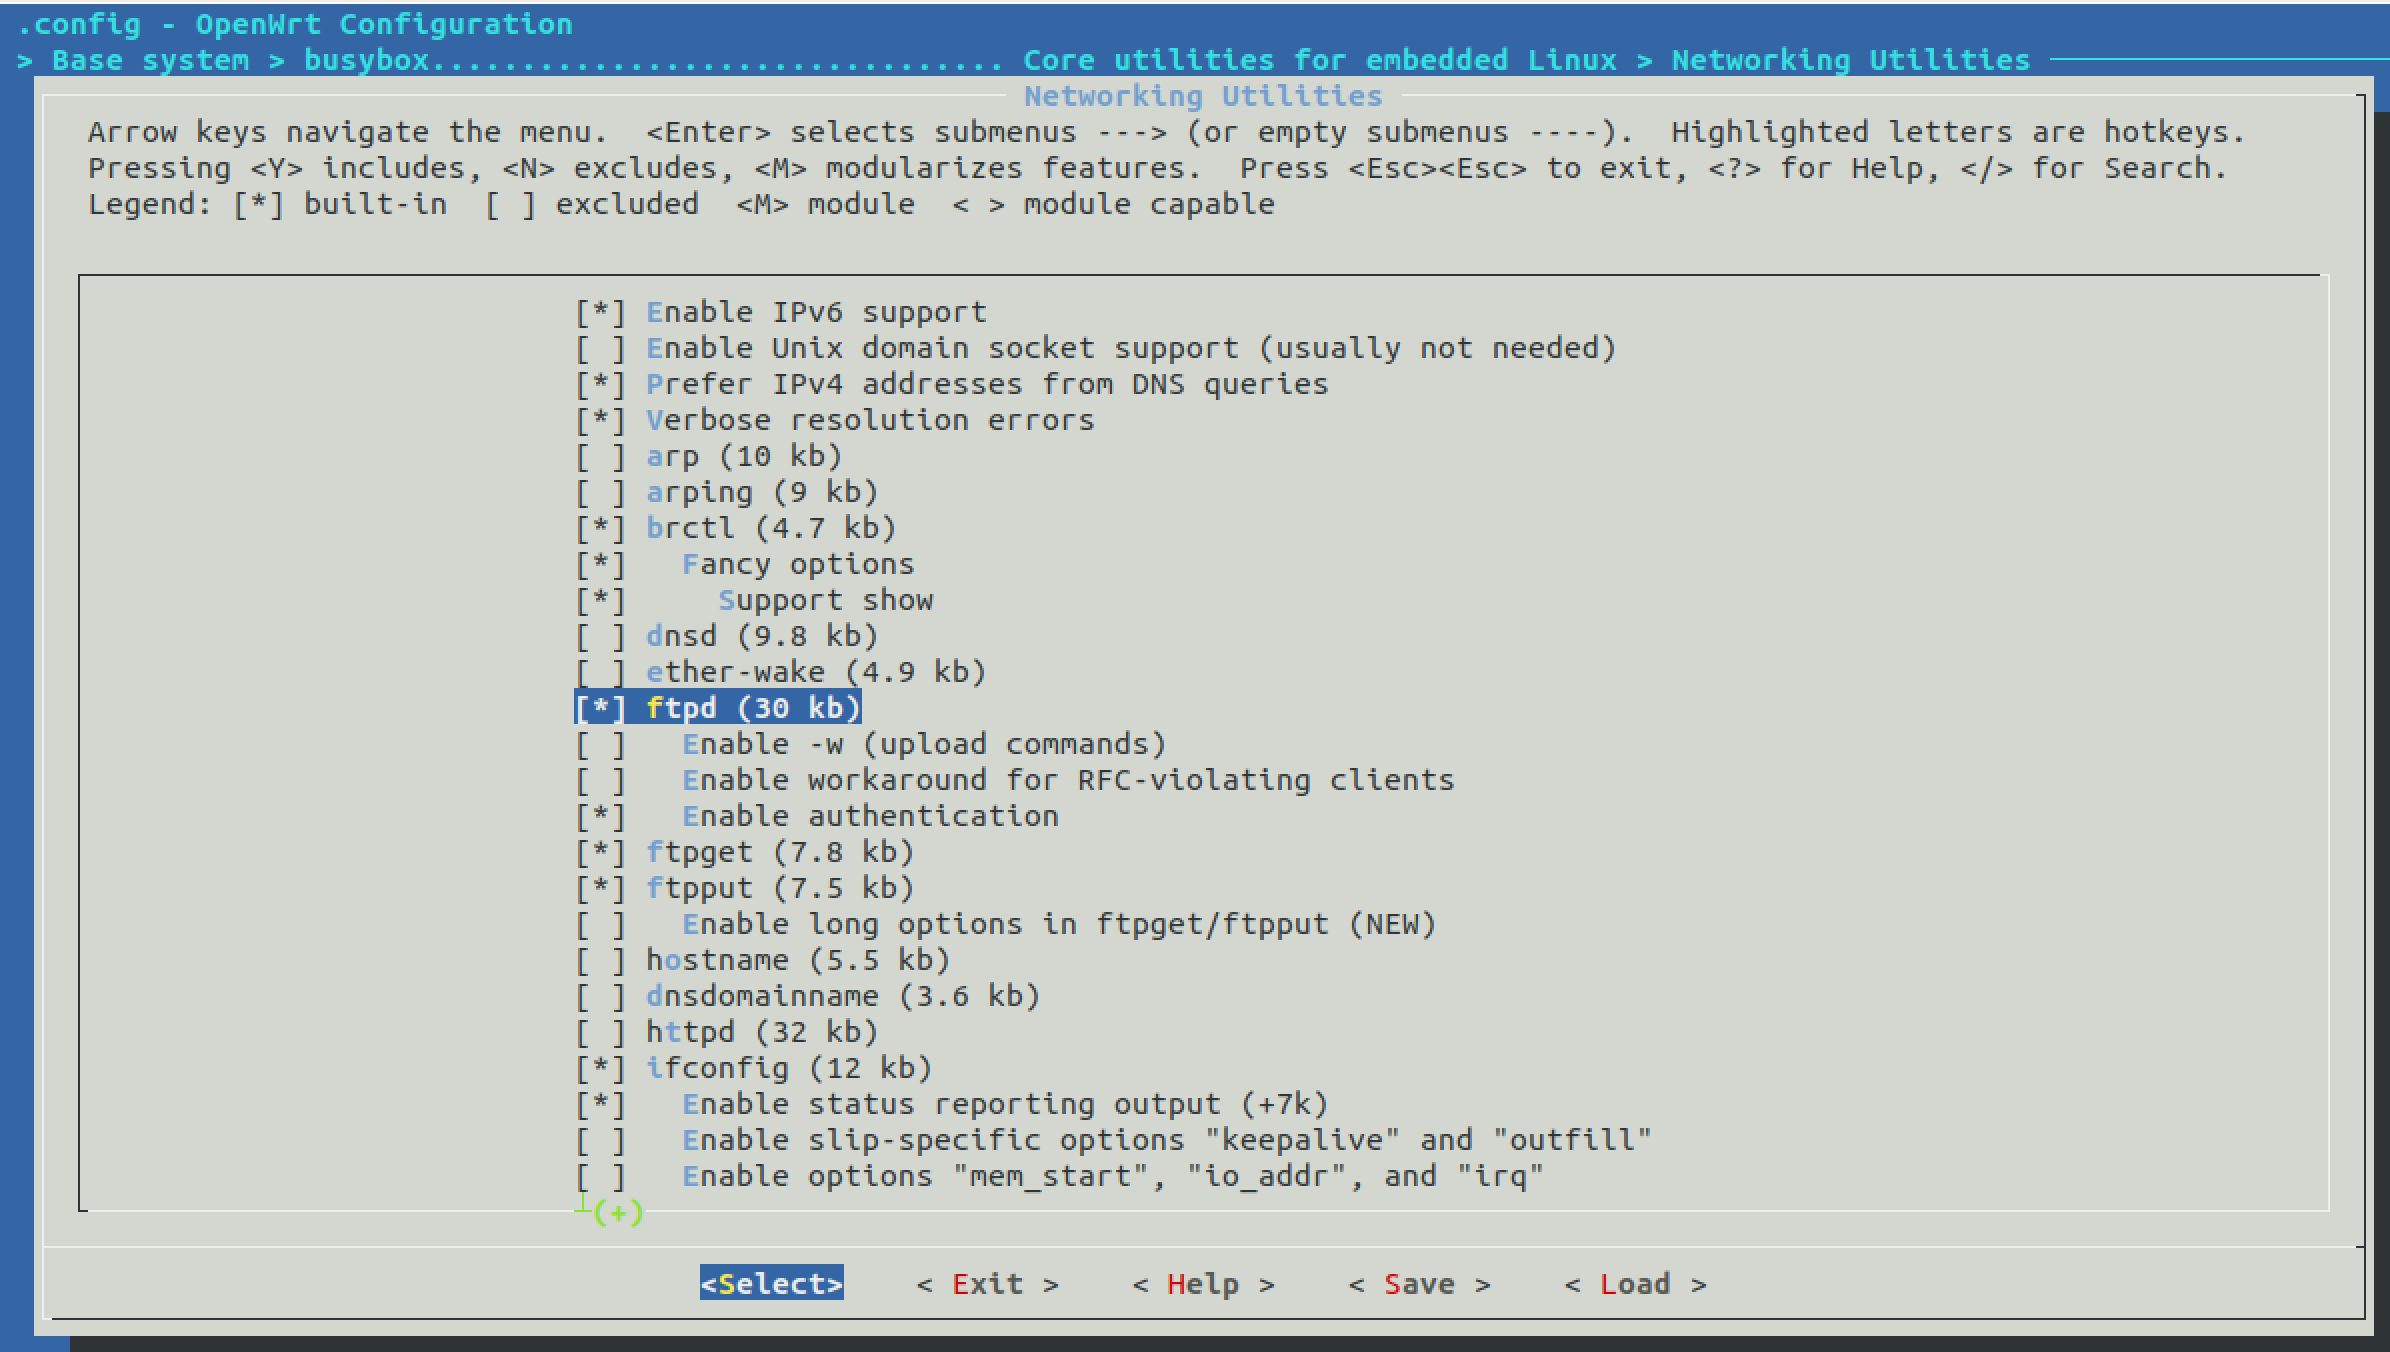 .config - OpenWrt Configuration
> Base system > busybox................................ Core utilities for embedded Linux > Networking Utilities
Networking Utilities
Arrow keys navigate the menu.  <Enter> selects submenus ---> (or empty submenus ----).  Highlighted letters are hotkeys.
Pressing <Y> includes, <N> excludes, <M> modularizes features.  Press <Esc><Esc> to exit, <?> for Help, </> for Search.
Legend: [*] built-in  [ ] excluded  <M> module  < > module capable
[*] Enable IPv6 support
[ ] Enable Unix domain socket support (usually not needed)
[*] Prefer IPv4 addresses from DNS queries
[*] Verbose resolution errors
[ ] arp (10 kb)
[ ] arping (9 kb)
[*] brctl (4.7 kb)
[*]   Fancy options
[*]     Support show
[ ] dnsd (9.8 kb)
[ ] ether-wake (4.9 kb)
[*] ftpd (30 kb)
[ ]   Enable -w (upload commands)
[ ]   Enable workaround for RFC-violating clients
[*]   Enable authentication
[*] ftpget (7.8 kb)
[*] ftpput (7.5 kb)
[ ]   Enable long options in ftpget/ftpput (NEW)
[ ] hostname (5.5 kb)
[ ] dnsdomainname (3.6 kb)
[ ] httpd (32 kb)
[*] ifconfig (12 kb)
[*]   Enable status reporting output (+7k)
[ ]   Enable slip-specific options "keepalive" and "outfill"
[ ]   Enable options "mem_start", "io_addr", and "irq"
(+)
<Select>    < Exit >    < Help >    < Save >    < Load >